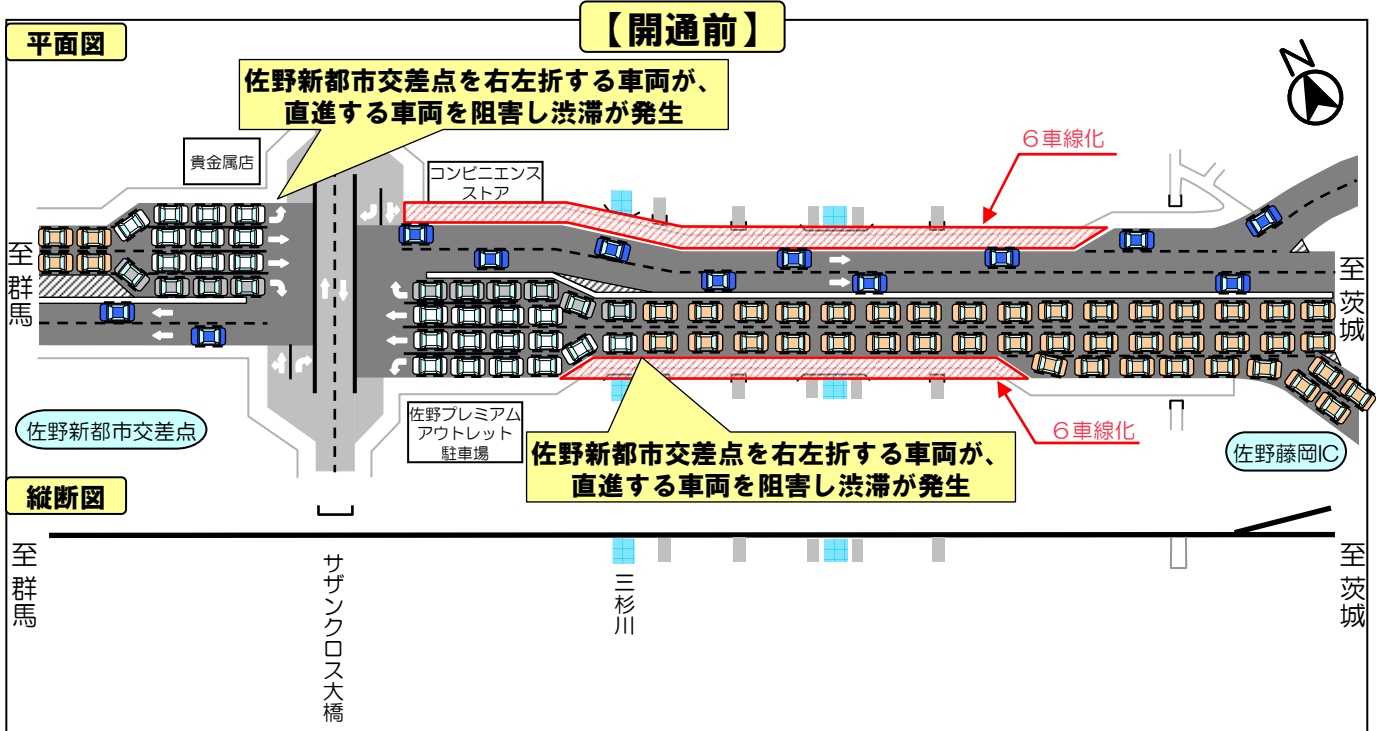 【開通前】
平面図
N
佐野新都市交差点を右左折する車両が、
直進する車両を阻害し渋滞が発生
貴金属店
コンビニエンス
ストア
６車線化
至群馬
至茨城
佐野プレミアム
アウトレット
駐車場
佐野新都市交差点を右左折する車両が、
直進する車両を阻害し渋滞が発生
６車線化
佐野新都市交差点
佐野藤岡IC
縦断図
至群馬
サザンクロス大橋
三杉川
至茨城